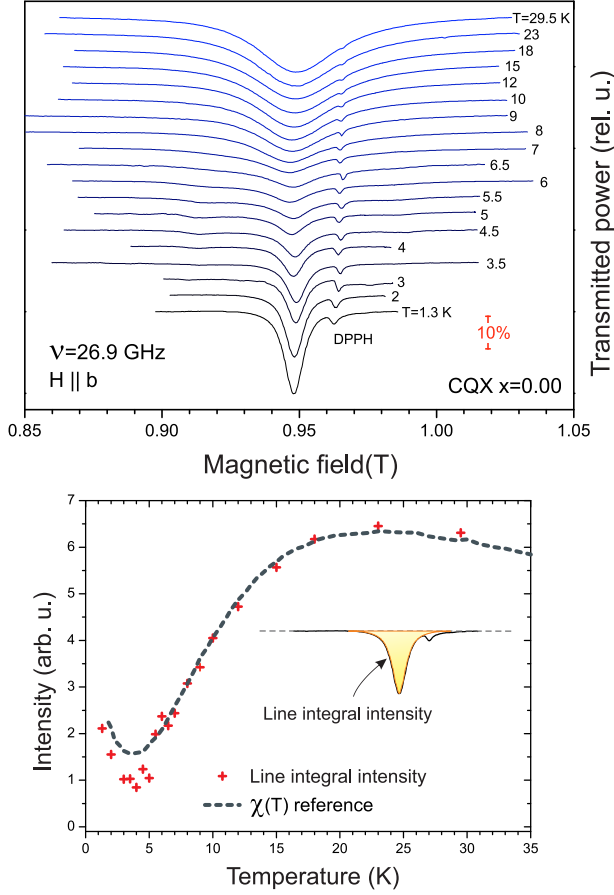 T=29.5 K
23
18
15
12
10
9
8
7
6.5
6
5.5
5
4.5
4
3.5
3
2
T=1.3 K
DPPH
10%
ν=26.9 GHz
H || b
CQX x=0.00
Transmitted power (rel. u.)
0.85 0.90 0.95 1.00 1.05
Magnetic field(T)
7
6
5
4
3
2
1
0
Intensity (arb. u.)
Line integral intensity
Line integral intensity
χ(T) reference
0 5 10 15 20 25 30 35
Temperature (K)